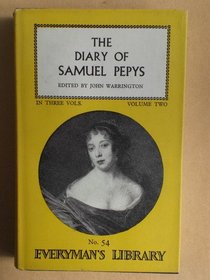 THE
DIARY OF
SAMUEL PEPYS
EDITED BY JOHN WARRINGTON
IN THREE VOLS. VOLUME TWO
No. 54
EVERYMAN'S LIBRARY